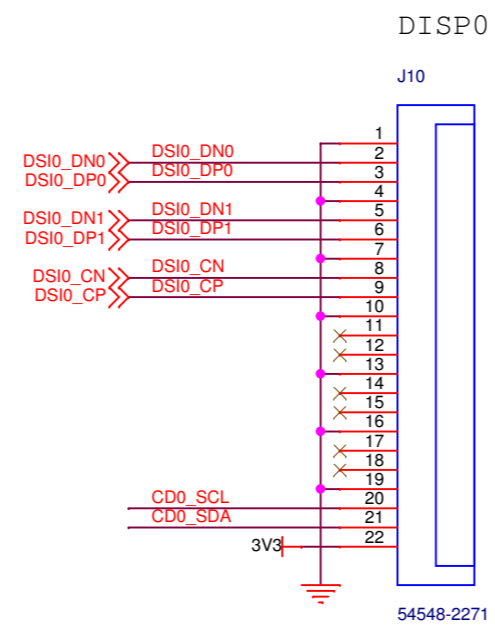 DISP0
J10
1
DSI0_DN0 DSI0_DN0 2
DSI0_DP0 DSI0_DP0 3
4
DSI0_DN1 DSI0_DN1 5
DSI0_DP1 DSI0_DP1 6
7
DSI0_CN DSI0_CN 8
DSI0_CP DSI0_CP 9
10
11
12
13
14
15
16
17
18
19
CD0_SCL 20
CD0_SDA 21
3V3 22
54548-2271